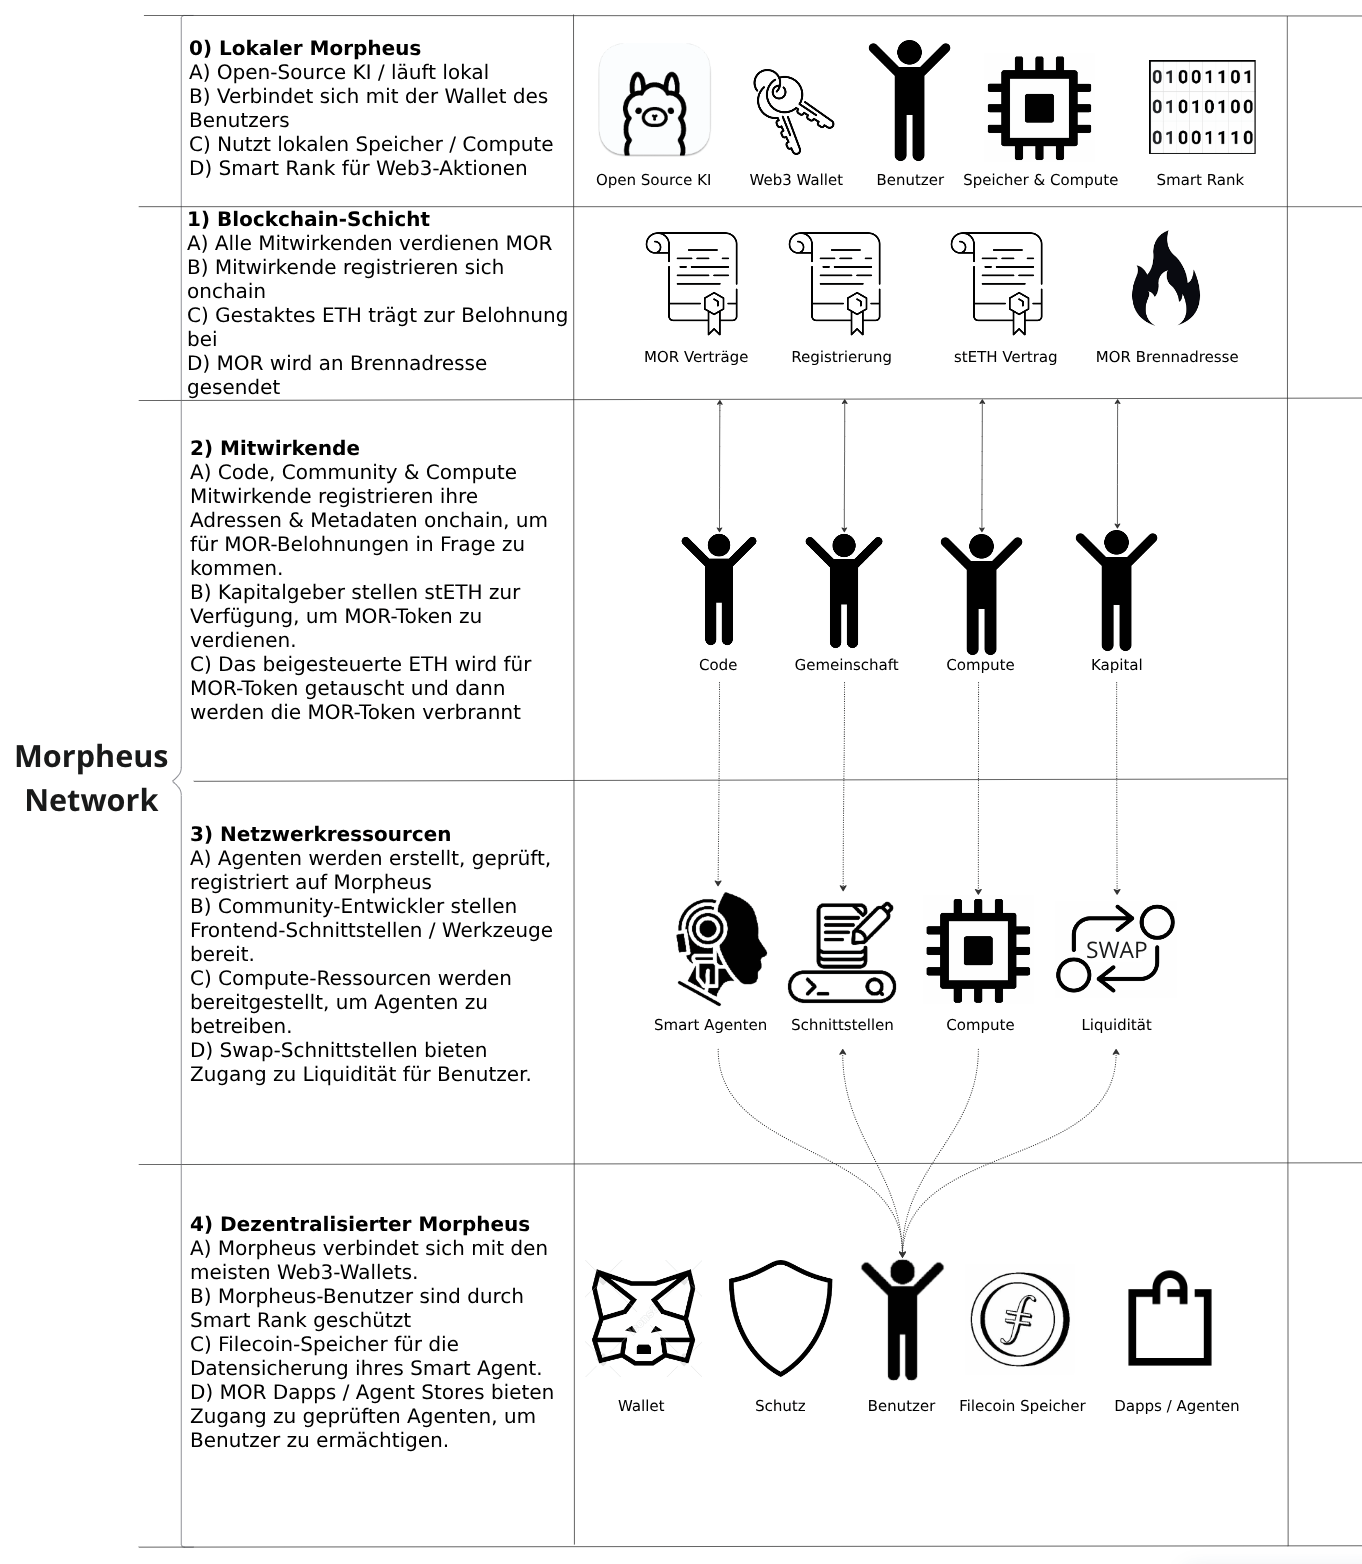 0) Lokaler Morpheus
A) Open-Source KI / läuft lokal
B) Verbindet sich mit der Wallet des
Benutzers
C) Nutzt lokalen Speicher / Compute
D) Smart Rank für Web3-Aktionen
01001101
01010100
01001110
Open Source KI
Web3 Wallet
Benutzer
Speicher & Compute
Smart Rank
1) Blockchain-Schicht
A) Alle Mitwirkenden verdienen MOR
B) Mitwirkende registrieren sich
onchain
C) Gestaktes ETH trägt zur Belohnung
bei
D) MOR wird an Brennadresse
gesendet
MOR Verträge
Registrierung
stETH Vertrag
MOR Brennadresse
2) Mitwirkende
A) Code, Community & Compute
Mitwirkende registrieren ihre
Adressen & Metadaten onchain, um
für MOR-Belohnungen in Frage zu
kommen.
B) Kapitalgeber stellen stETH zur
Verfügung, um MOR-Token zu
verdienen.
C) Das beigesteuerte ETH wird für
MOR-Token getauscht und dann
werden die MOR-Token verbrannt
Code
Gemeinschaft
Compute
Kapital
Morpheus
Network
3) Netzwerkressourcen
A) Agenten werden erstellt, geprüft,
registriert auf Morpheus
B) Community-Entwickler stellen
Frontend-Schnittstellen / Werkzeuge
bereit.
C) Compute-Ressourcen werden
bereitgestellt, um Agenten zu
betreiben.
D) Swap-Schnittstellen bieten
Zugang zu Liquidität für Benutzer.
SWAP
Smart Agenten
Schnittstellen
Compute
Liquidität
4) Dezentralisierter Morpheus
A) Morpheus verbindet sich mit den
meisten Web3-Wallets.
B) Morpheus-Benutzer sind durch
Smart Rank geschützt
C) Filecoin-Speicher für die
Datensicherung ihres Smart Agent.
D) MOR Dapps / Agent Stores bieten
Zugang zu geprüften Agenten, um
Benutzer zu ermächtigen.
Wallet
Schutz
Benutzer
Filecoin Speicher
Dapps / Agenten